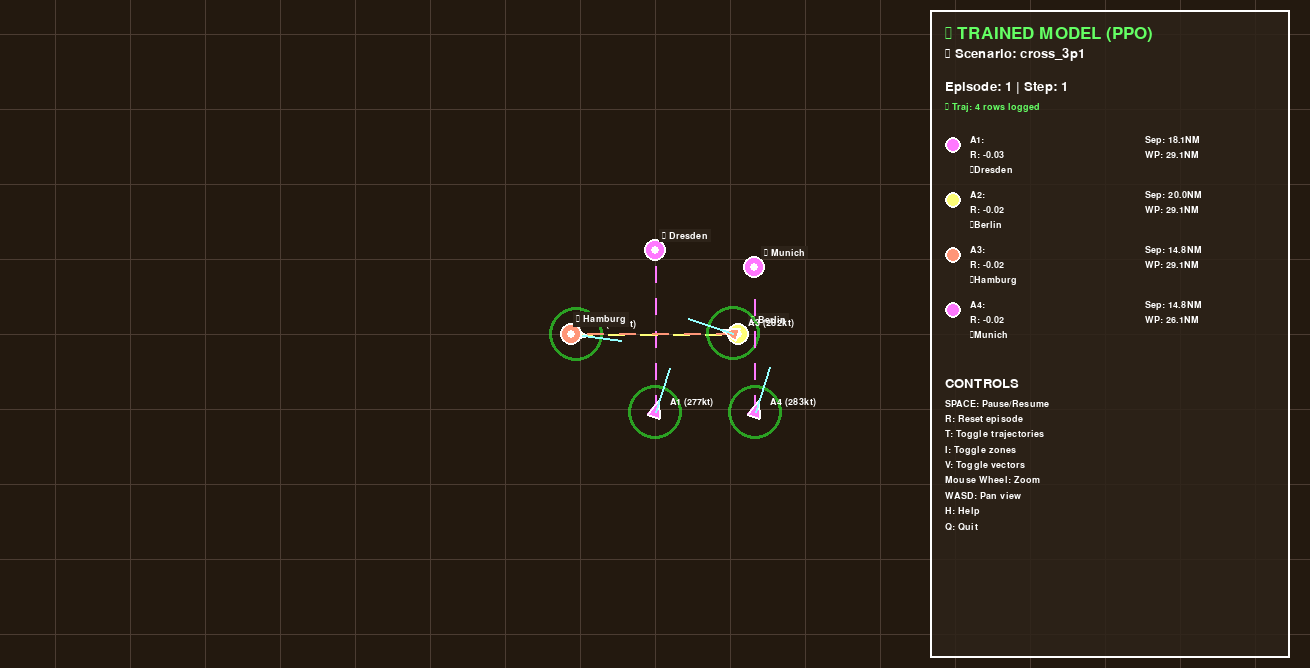 TRAINED MODEL (PPO)
Scenario: cross_3p1
Episode: 1 | Step: 1
Traj: 4 rows logged
A1:
Sep: 18.1NM
R: -0.03
WP: 29.1NM
Dresden
A2:
Sep: 20.0NM
R: -0.02
WP: 29.1NM
Berlin
A3:
Sep: 14.8NM
R: -0.02
WP: 29.1NM
Hamburg
A4:
Sep: 14.8NM
R: -0.02
WP: 26.1NM
Munich
CONTROLS
SPACE: Pause/Resume
R: Reset episode
T: Toggle trajectories
I: Toggle zones
V: Toggle vectors
Mouse Wheel: Zoom
WASD: Pan view
H: Help
Q: Quit
Dresden
Munich
Hamburg
t)
Berlin
A1 (277kt)
A4 (283kt)